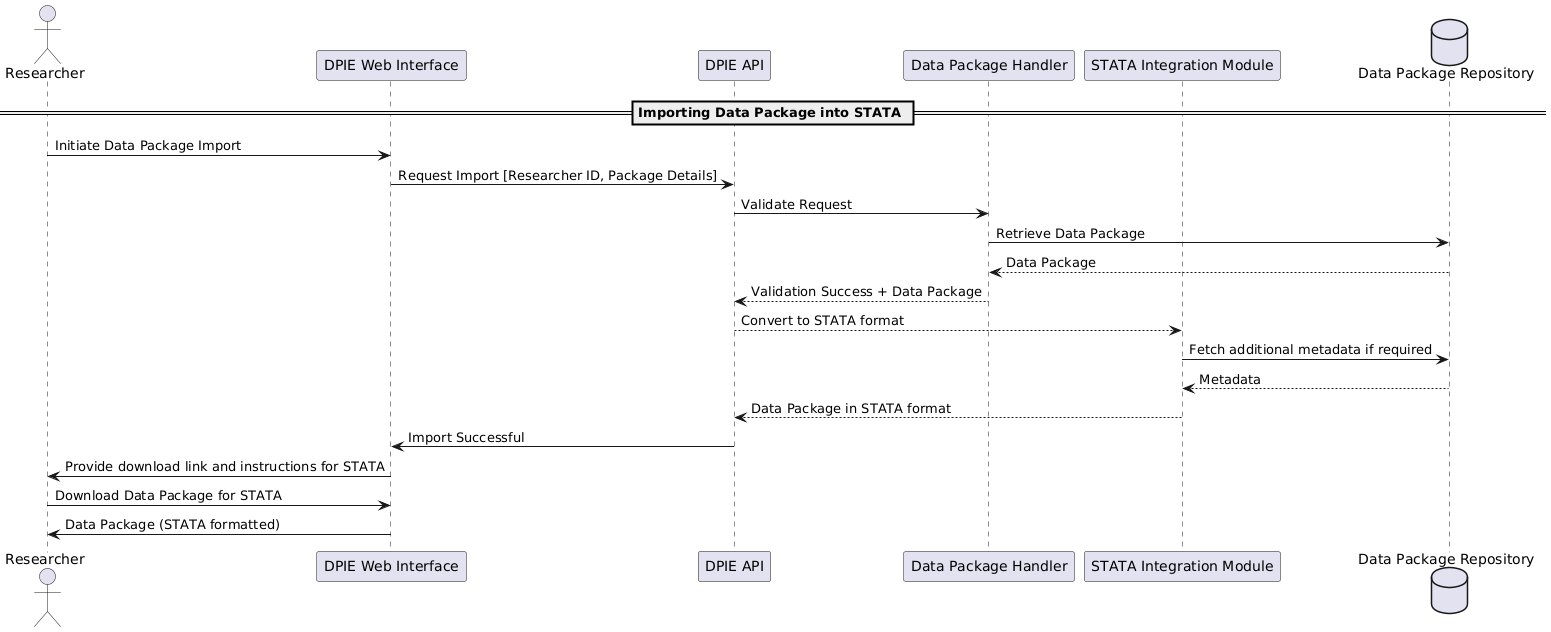 Researcher
DPIE Web Interface
DPIE API
Data Package Handler
STATA Integration Module
Data Package Repository
Importing Data Package into STATA
Initiate Data Package Import
Request Import [Researcher ID, Package Details]
Validate Request
Retrieve Data Package
Data Package
Validation Success + Data Package
Convert to STATA format
Fetch additional metadata if required
Metadata
Data Package in STATA format
Import Successful
Provide download link and instructions for STATA
Download Data Package for STATA
Data Package (STATA formatted)
Researcher
DPIE Web Interface
DPIE API
Data Package Handler
STATA Integration Module
Data Package Repository